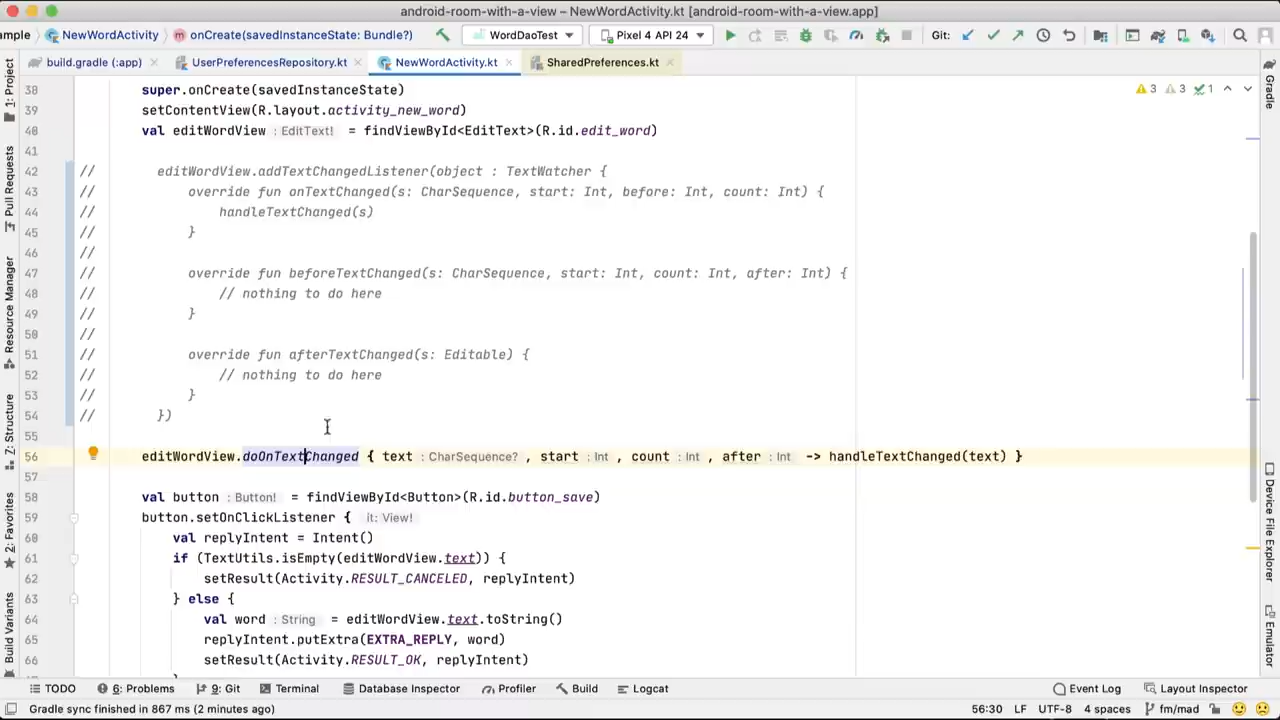 android-room-with-a-view – NewWordActivity.kt [android-room-with-a-view.app]
mple NewWordActivity onCreate(savedInstanceState: Bundle?) WordDaoTest Pixel 4 API 24 Git:
build.gradle (:app) UserPreferencesRepository.kt NewWordActivity.kt SharedPreferences.kt
1: Project
Pull Requests
Resource Manager
Z: Structure
2: Favorites
Build Variants
38 super.onCreate(savedInstanceState)
39 setContentView(R.layout.activity_new_word)
40 val editWordView : EditText! = findViewById<EditText>(R.id.edit_word)
41
42 // editWordView.addTextChangedListener(object : TextWatcher {
43 // override fun onTextChanged(s: CharSequence, start: Int, before: Int, count: Int) {
44 // handleTextChanged(s)
45 // }
46 //
47 // override fun beforeTextChanged(s: CharSequence, start: Int, count: Int, after: Int) {
48 // // nothing to do here
49 // }
50 //
51 // override fun afterTextChanged(s: Editable) {
52 // // nothing to do here
53 // }
54 // })
55
56 editWordView.doOnTextChanged { text : CharSequence? , start : Int , count : Int , after : Int -> handleTextChanged(text) }
57
58 val button : Button! = findViewById<Button>(R.id.button_save)
59 button.setOnClickListener { it: View!
60 val replyIntent = Intent()
61 if (TextUtils.isEmpty(editWordView.text)) {
62 setResult(Activity.RESULT_CANCELED, replyIntent)
63 } else {
64 val word : String = editWordView.text.toString()
65 replyIntent.putExtra(EXTRA_REPLY, word)
66 setResult(Activity.RESULT_OK, replyIntent)
3 3 1
Gradle
Device File Explorer
Emulator
TODO 6: Problems 9: Git Terminal Database Inspector Profiler Build Logcat Event Log Layout Inspector
Gradle sync finished in 867 ms (2 minutes ago) 56:30 LF UTF-8 4 spaces fm/mad